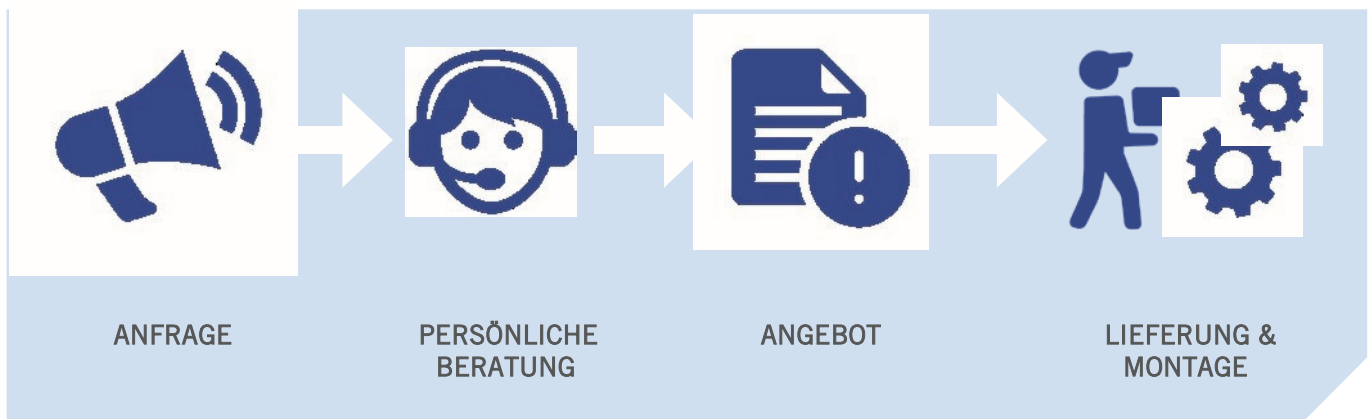 ANFRAGE
PERSÖNLICHE
BERATUNG
ANGEBOT
LIEFERUNG &
MONTAGE